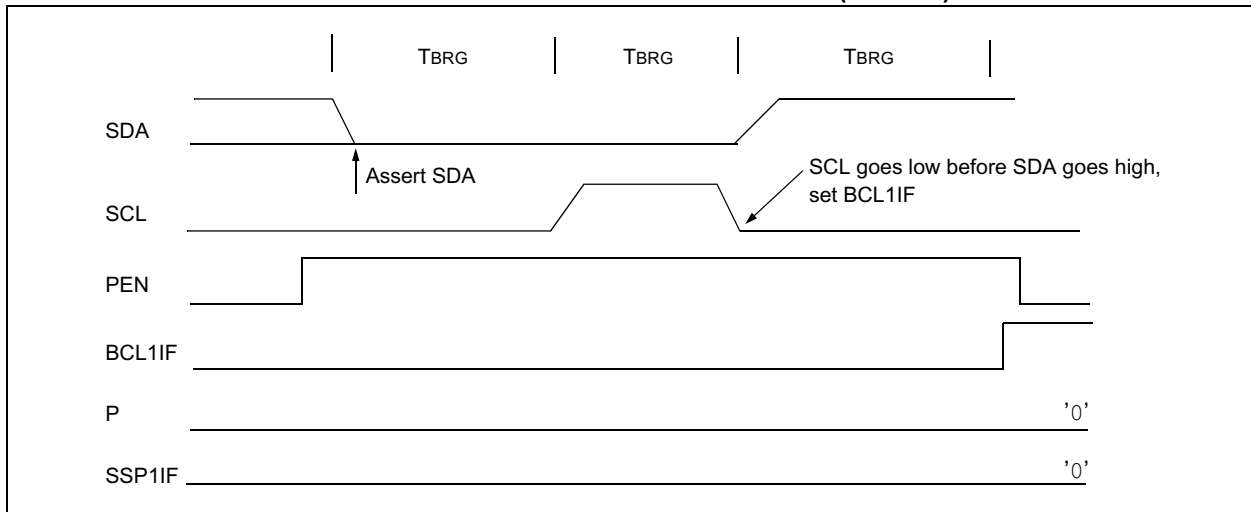 TBRG TBRG TBRG
SDA
Assert SDA
SCL goes low before SDA goes high,
set BCL1IF
SCL
PEN
BCL1IF
P '0'
SSP1IF '0'